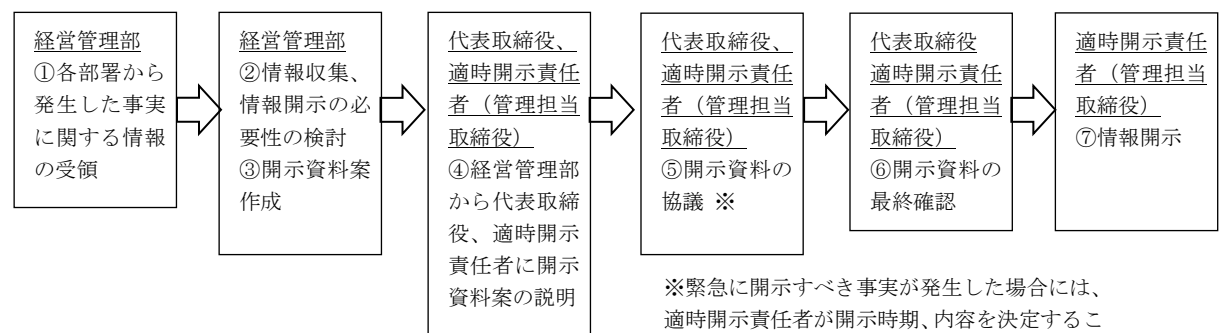 経営管理部
①各部署から
発生した事実
に関する情報
の受領
経営管理部
②情報収集、
情報開示の必
要性の検討
③開示資料案
作成
代表取締役、
適時開示責任
者（管理担当
取締役）
④経営管理部
から代表取締
役、適時開示
責任者に開示
資料案の説明
代表取締役、
適時開示責任
者（管理担当
取締役）
⑤開示資料の
協議 ※
代表取締役
適時開示責任
者（管理担当
取締役）
⑥開示資料の
最終確認
適時開示責任
者（管理担当
取締役）
⑦情報開示
※緊急に開示すべき事実が発生した場合には、
適時開示責任者が開示時期、内容を決定するこ